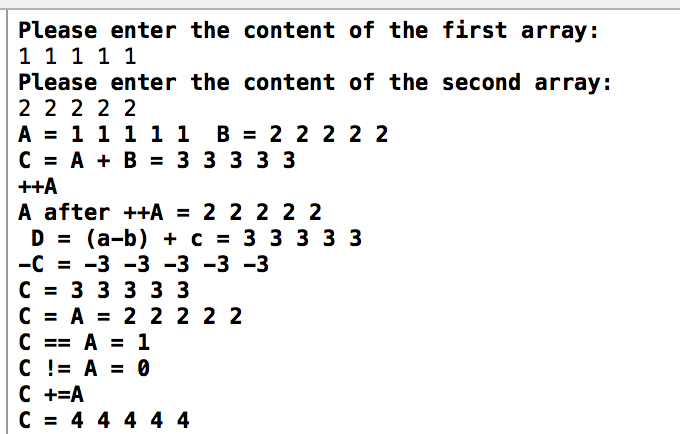 Please enter the content of the first array:
1 1 1 1 1
Please enter the content of the second array:
2 2 2 2 2
A = 1 1 1 1 1  B = 2 2 2 2 2
C = A + B = 3 3 3 3 3
++A
A after ++A = 2 2 2 2 2
 D = (a-b) + c = 3 3 3 3 3
-C = -3 -3 -3 -3 -3
C = 3 3 3 3 3
C = A = 2 2 2 2 2
C == A = 1
C != A = 0
C +=A
C = 4 4 4 4 4